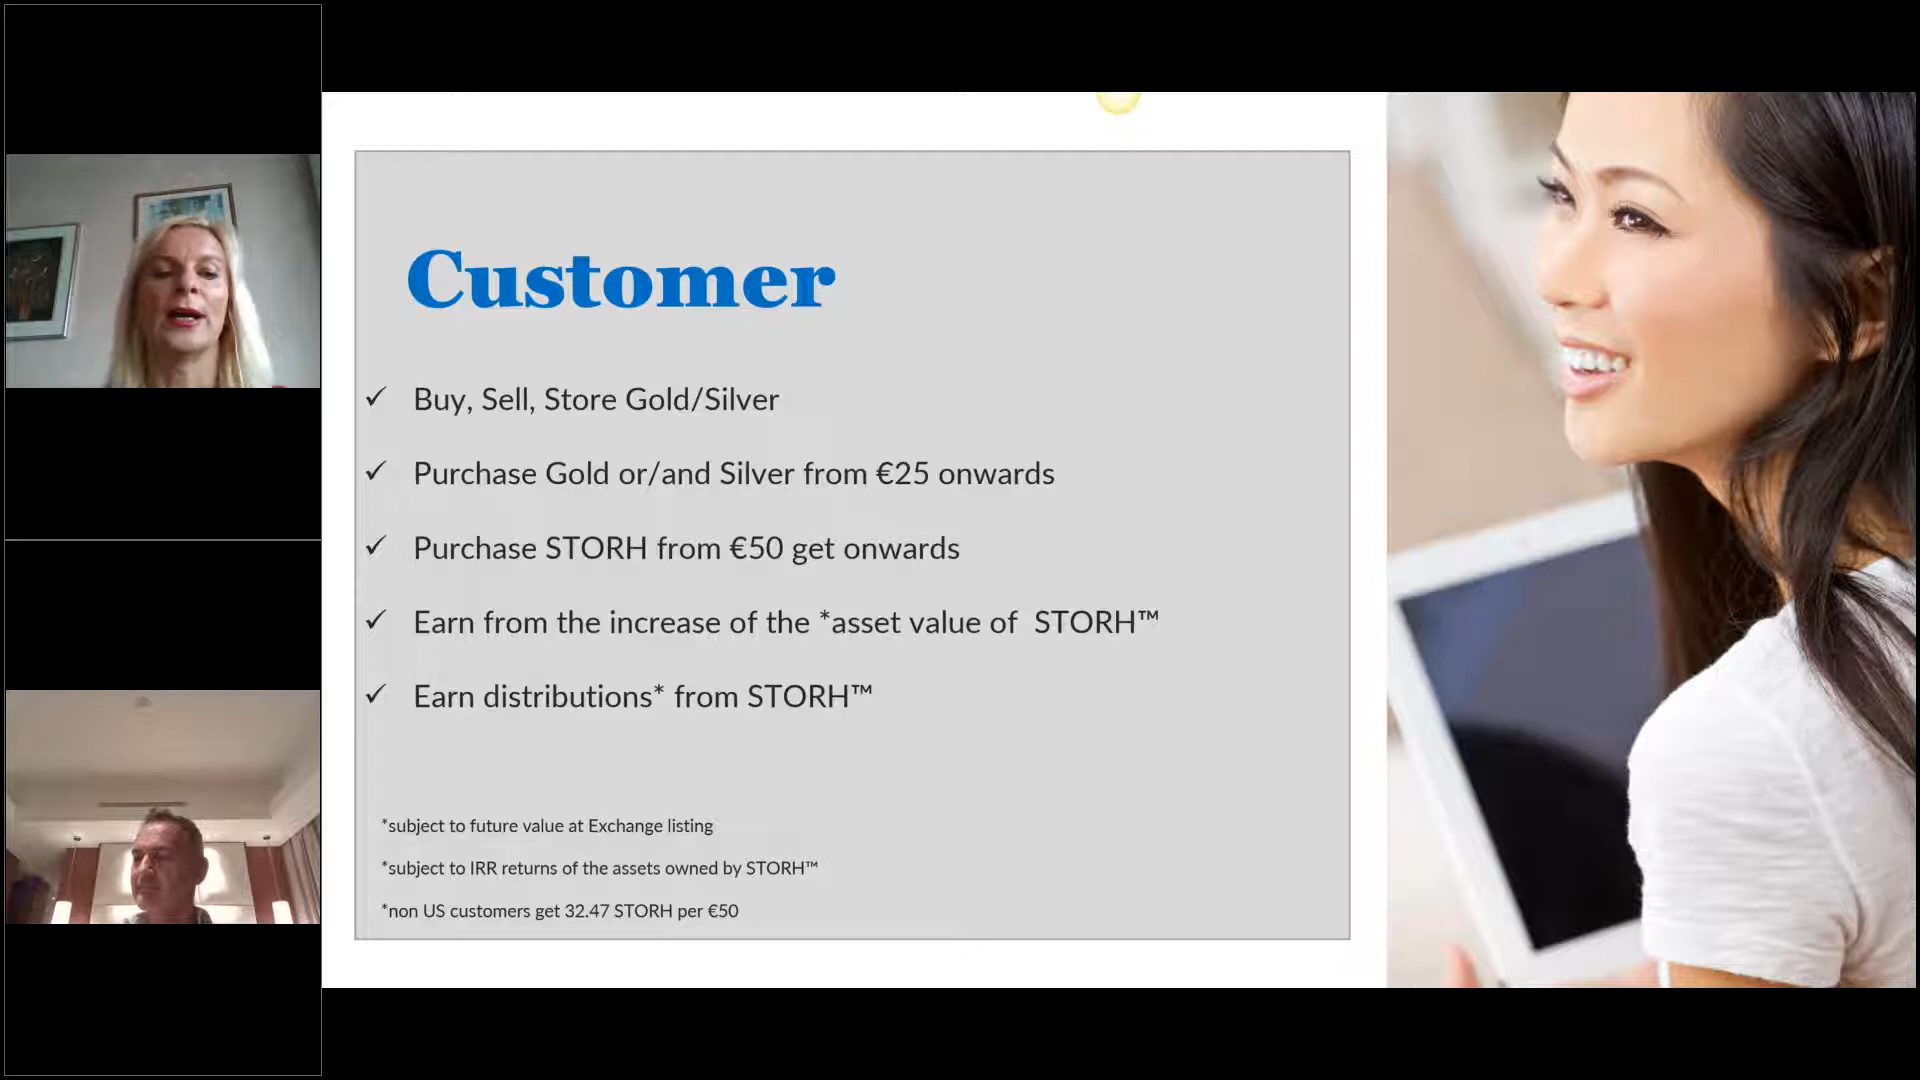 Customer
✓ Buy, Sell, Store Gold/Silver
✓ Purchase Gold or/and Silver from €25 onwards
✓ Purchase STORH from €50 get onwards
✓ Earn from the increase of the *asset value of STORH™
✓ Earn distributions* from STORH™
*subject to future value at Exchange listing
*subject to IRR returns of the assets owned by STORH™
*non US customers get 32.47 STORH per €50